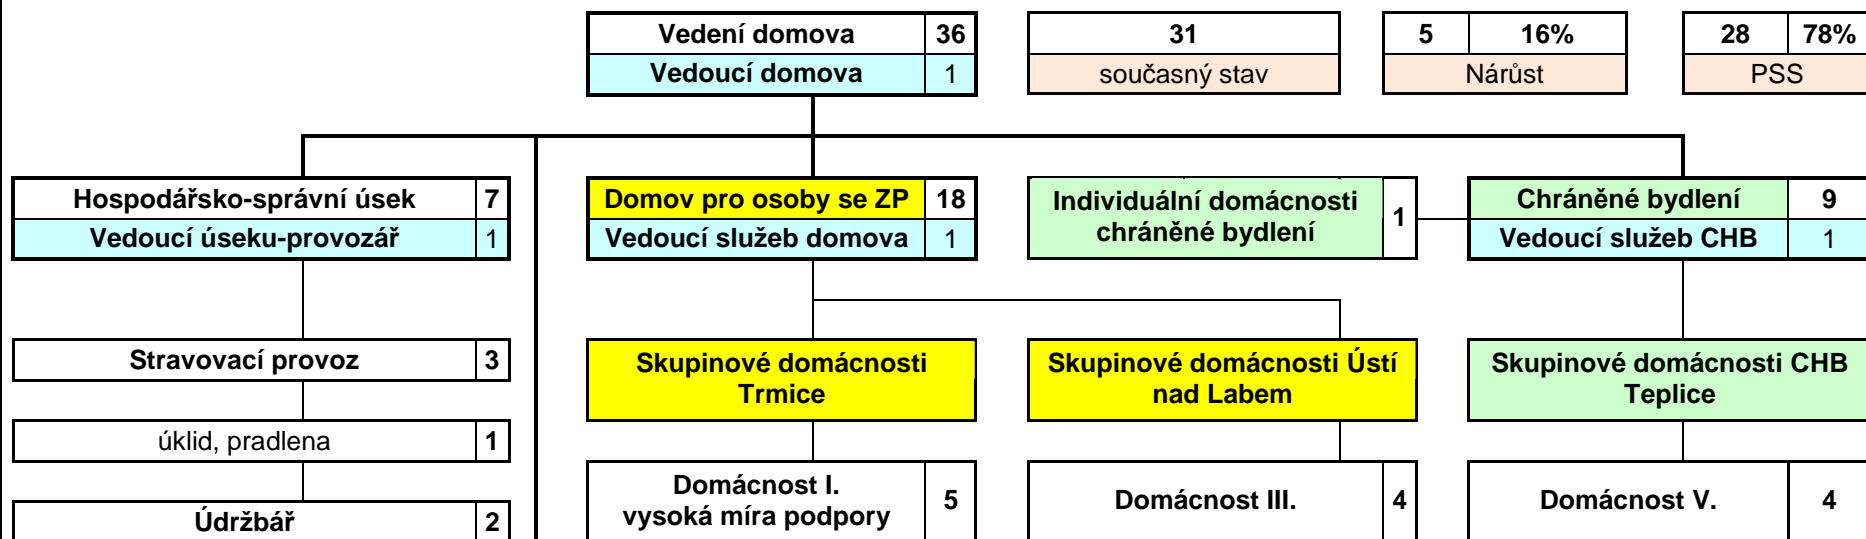 Vedení domova 36 31 5 16% 28 78%
Vedoucí domova 1 současný stav Nárůst PSS
Hospodářsko-správní úsek 7
Vedoucí úseku-provozář 1
Domov pro osoby se ZP 18
Vedoucí služeb domova 1
Individuální domácnosti
chráněné bydlení
1
Chráněné bydlení 9
Vedoucí služeb CHB 1
Stravovací provoz 3
Skupinové domácnosti
Trmice
Skupinové domácnosti Ústí
nad Labem
Skupinové domácnosti CHB
Teplice
úklid, pradlena 1
Údržbář 2
Domácnost I.
vysoká míra podpory
5
Domácnost III. 4
Domácnost V. 4